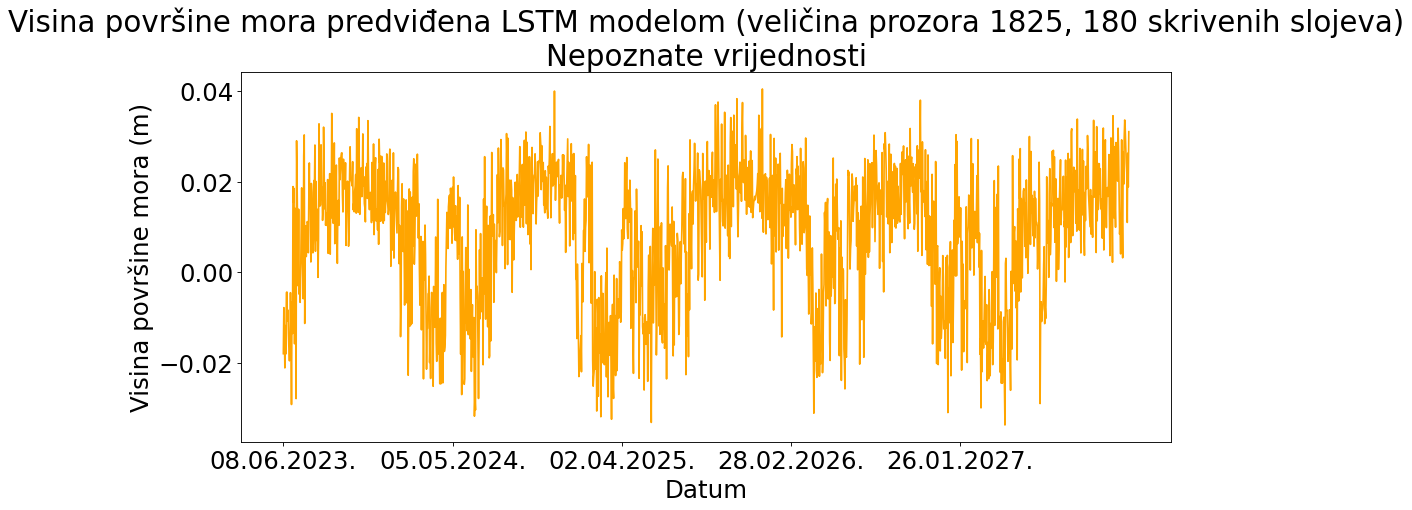 Visina površine mora predviđena LSTM modelom (veličina prozora 1825, 180 skrivenih slojeva)
Nepoznate vrijednosti
Visina površine mora (m)
0.04
0.02
0.00
−0.02
08.06.2023. 05.05.2024. 02.04.2025. 28.02.2026. 26.01.2027.
Datum